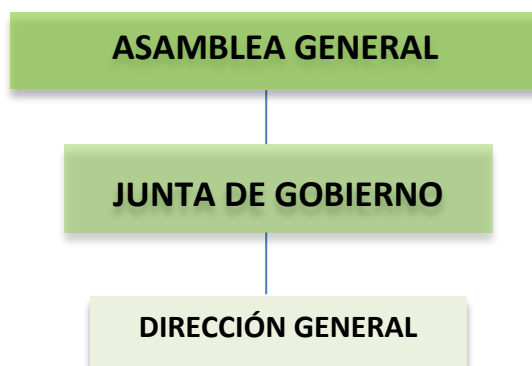 ASAMBLEA GENERAL
JUNTA DE GOBIERNO
DIRECCIÓN GENERAL